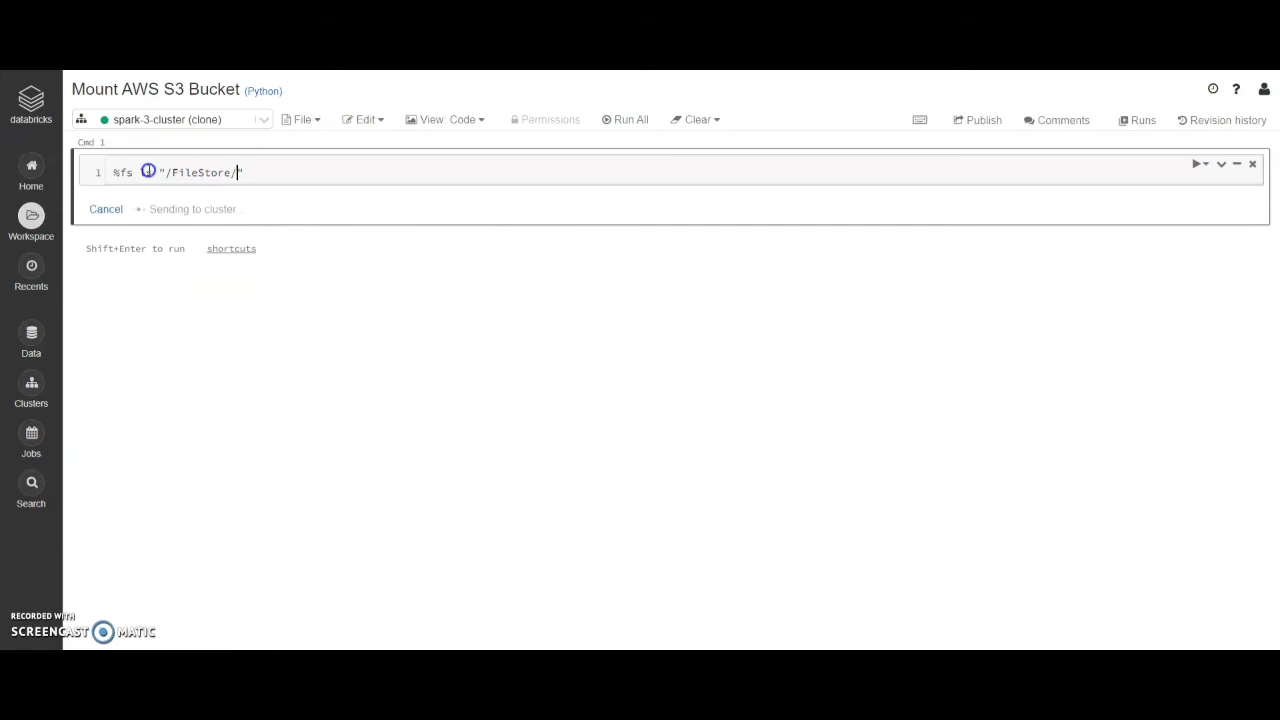 Mount AWS S3 Bucket (Python)
databricks
spark-3-cluster (clone)
File
Edit
View: Code
Permissions
Run All
Clear
Publish
Comments
Runs
Revision history
Cmd 1
1 %fs ls "/FileStore/"
Cancel
Sending to cluster...
Shift+Enter to run shortcuts
Home
Workspace
Recents
Data
Clusters
Jobs
Search
RECORDED WITH
SCREENCAST MATIC